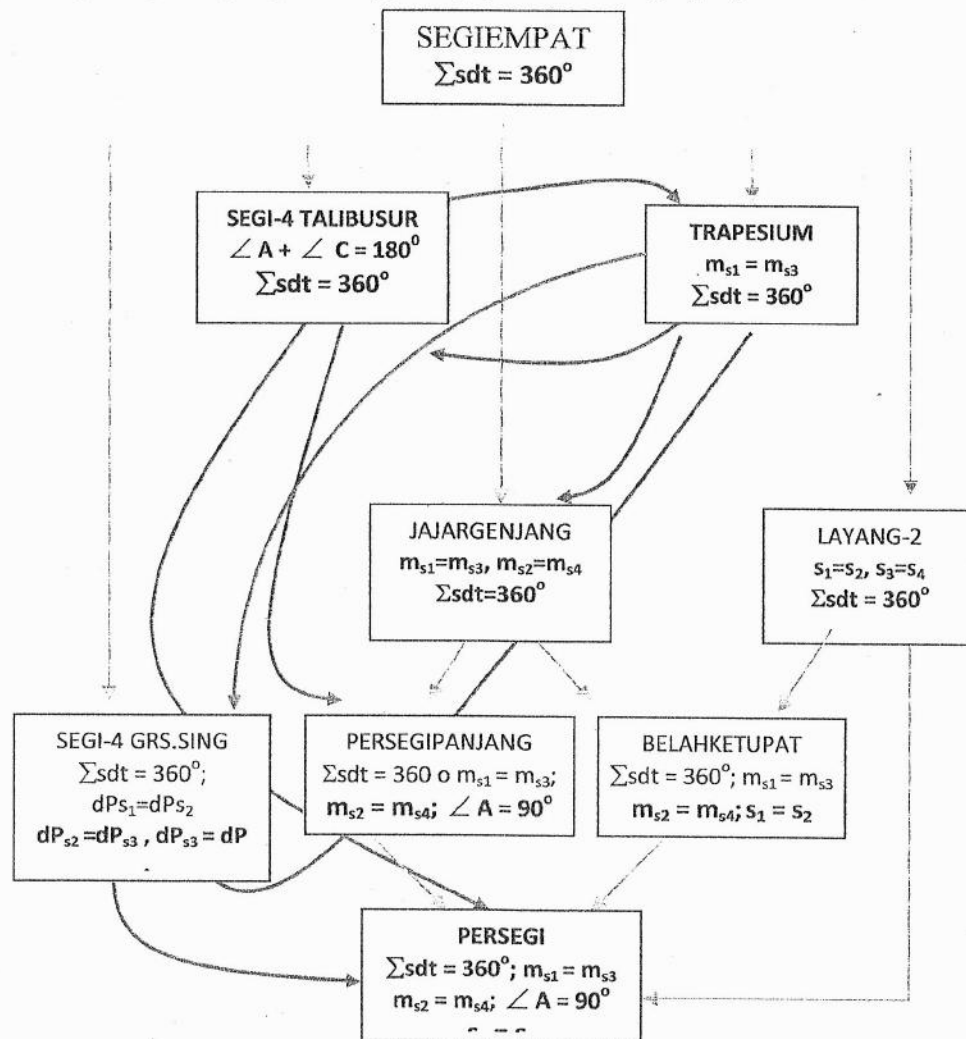 SEGIEMPAT
∑sdt = 360°
SEGI-4 TALIBUSUR
∠ A + ∠ C = 180⁰
∑sdt = 360°
TRAPESIUM
mₛ₁ = mₛ₃
∑sdt = 360°
JAJARGENJANG
mₛ₁=mₛ₃, mₛ₂=mₛ₄
∑sdt=360°
LAYANG-2
s₁=s₂, s₃=s₄
∑sdt = 360°
SEGI-4 GRS.SING
∑sdt = 360°;
dPs₁=dPs₂
dPₛ₂=dPₛ₃ , dPₛ₃ = dP
PERSEGIPANJANG
∑sdt = 360 o mₛ₁ = mₛ₃;
mₛ₂ = mₛ₄; ∠ A = 90°
BELAHKETUPAT
∑sdt = 360°; mₛ₁ = mₛ₃
mₛ₂ = mₛ₄; s₁ = s₂
PERSEGI
∑sdt = 360°; mₛ₁ = mₛ₃
mₛ₂ = mₛ₄; ∠ A = 90°